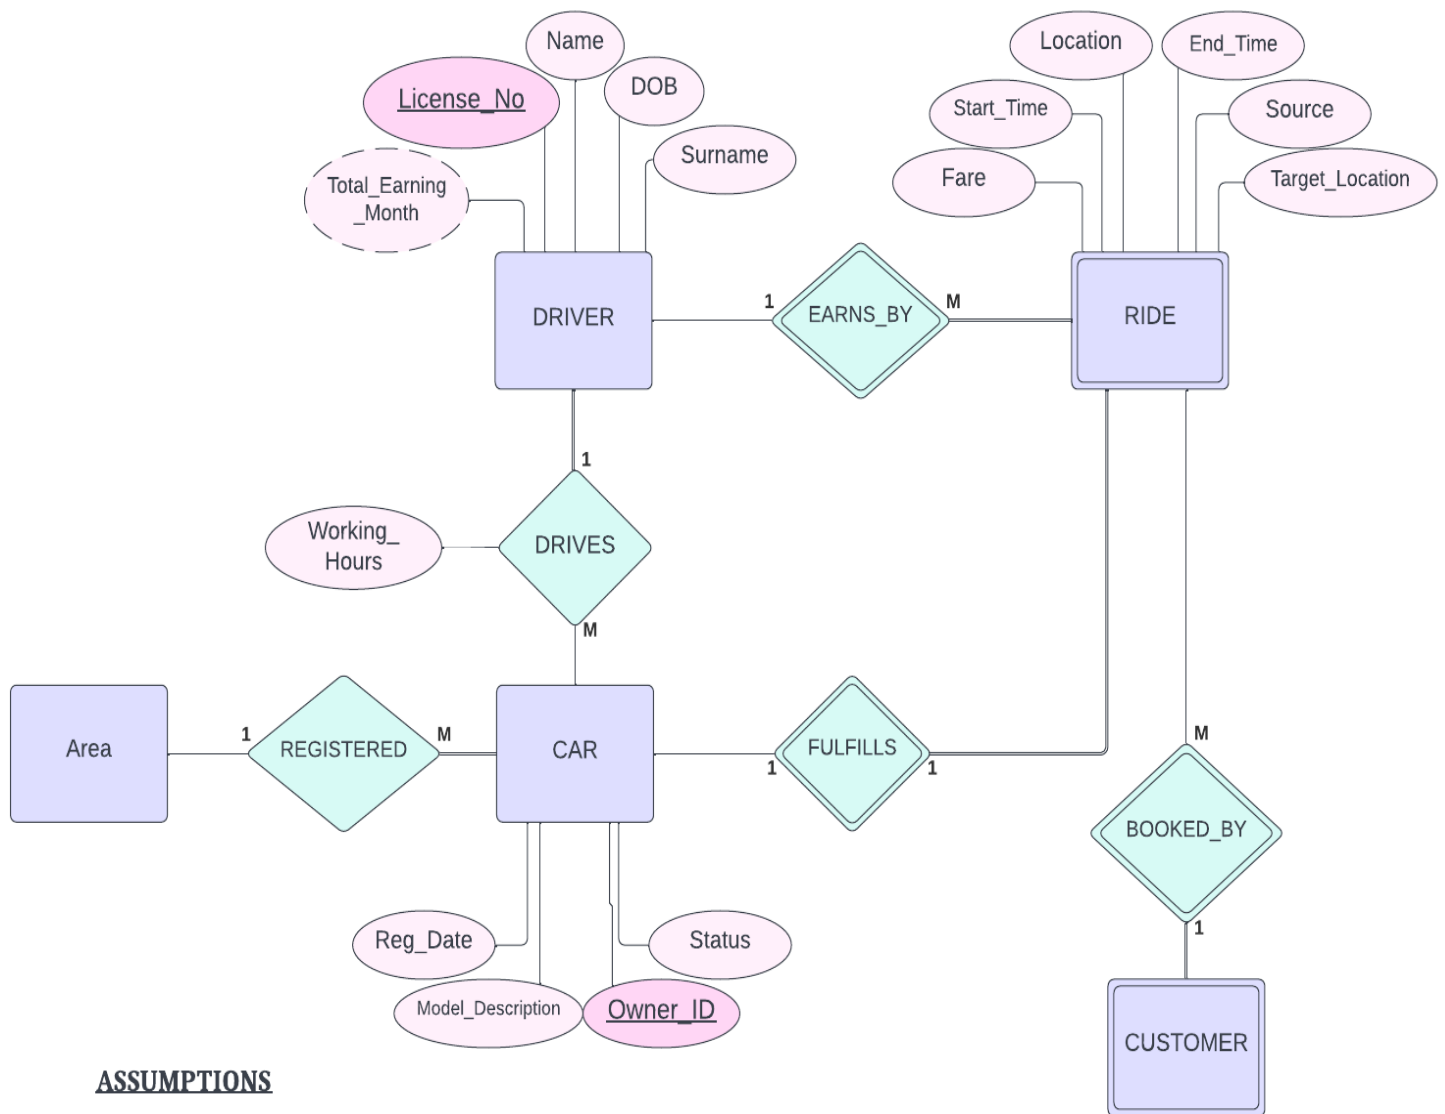 Name
Location
End_Time
License_No
DOB
Start_Time
Source
Surname
Fare
Target_Location
Total_Earning
_Month
DRIVER
1
EARNS_BY
M
RIDE
1
Working_
Hours
DRIVES
M
Area
1
REGISTERED
M
CAR
1
FULFILLS
1
M
BOOKED_BY
1
Reg_Date
Status
Model_Description
Owner_ID
CUSTOMER
ASSUMPTIONS